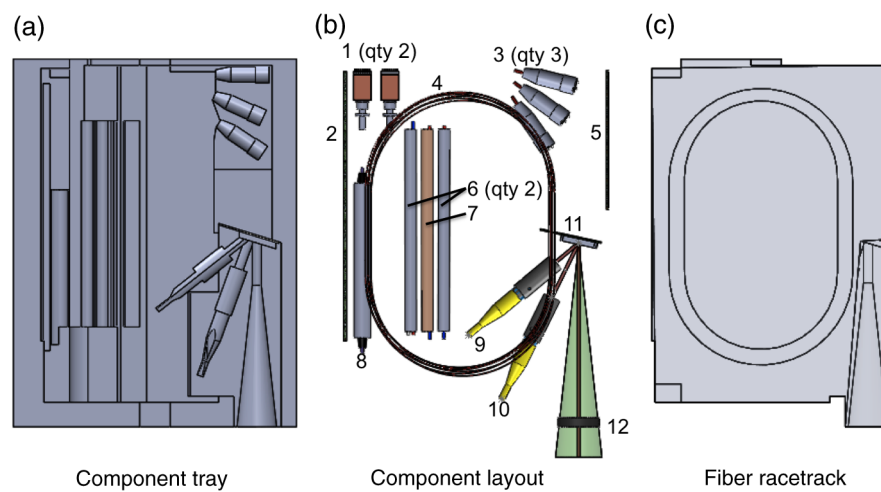 (a)
(b)
(c)
1 (qty 2)
3 (qty 3)
4
2
5
6 (qty 2)
7
11
8
9
10
12
Component tray
Component layout
Fiber racetrack